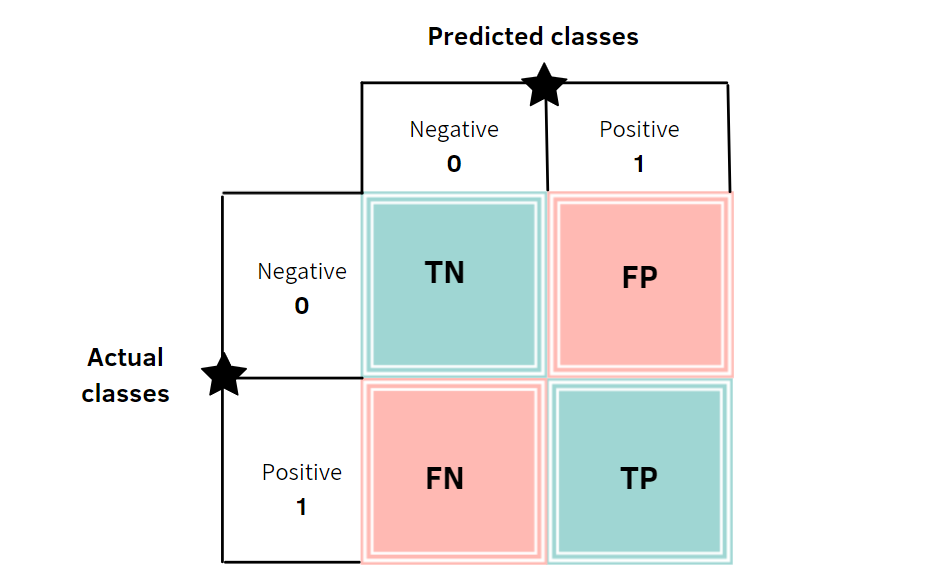 Predicted classes
Negative
0
Positive
1
Negative
0
TN
FP
Actual
classes
Positive
1
FN
TP